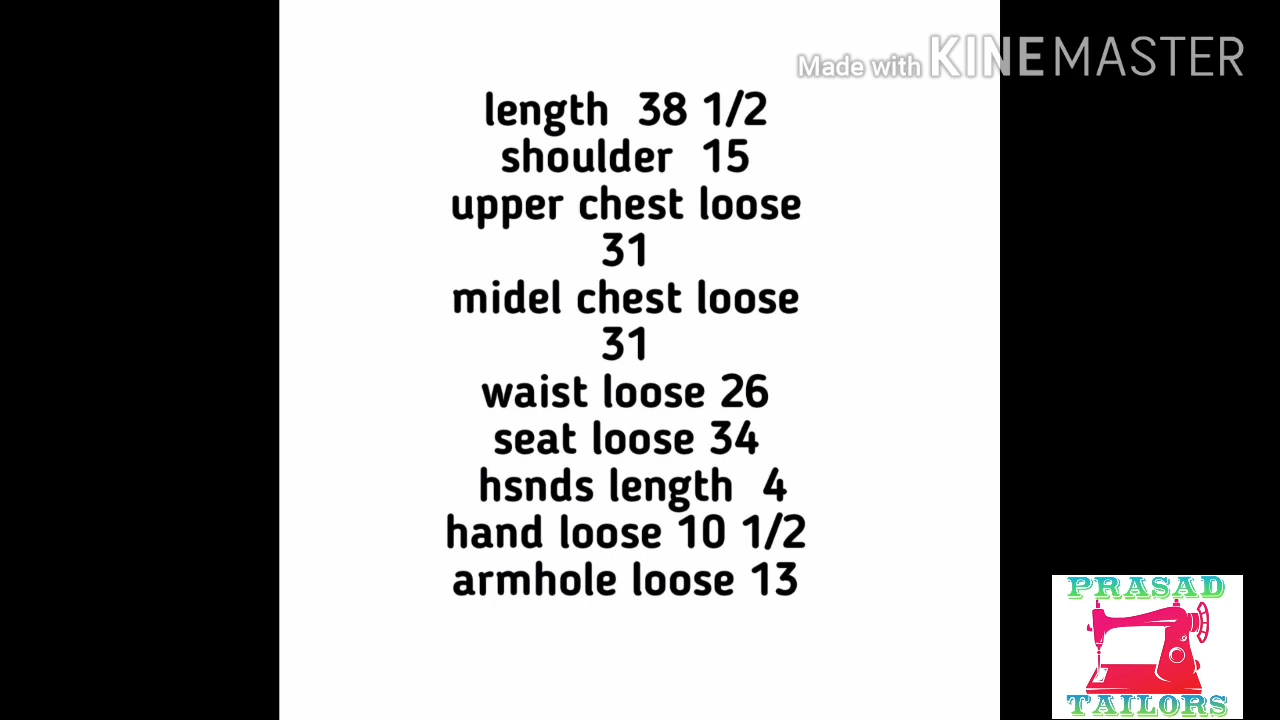 Made with KINEMASTER
length 38 1/2
shoulder 15
upper chest loose
31
midel chest loose
31
waist loose 26
seat loose 34
hsnds length 4
hand loose 10 1/2
armhole loose 13
PRASAD
TAILORS